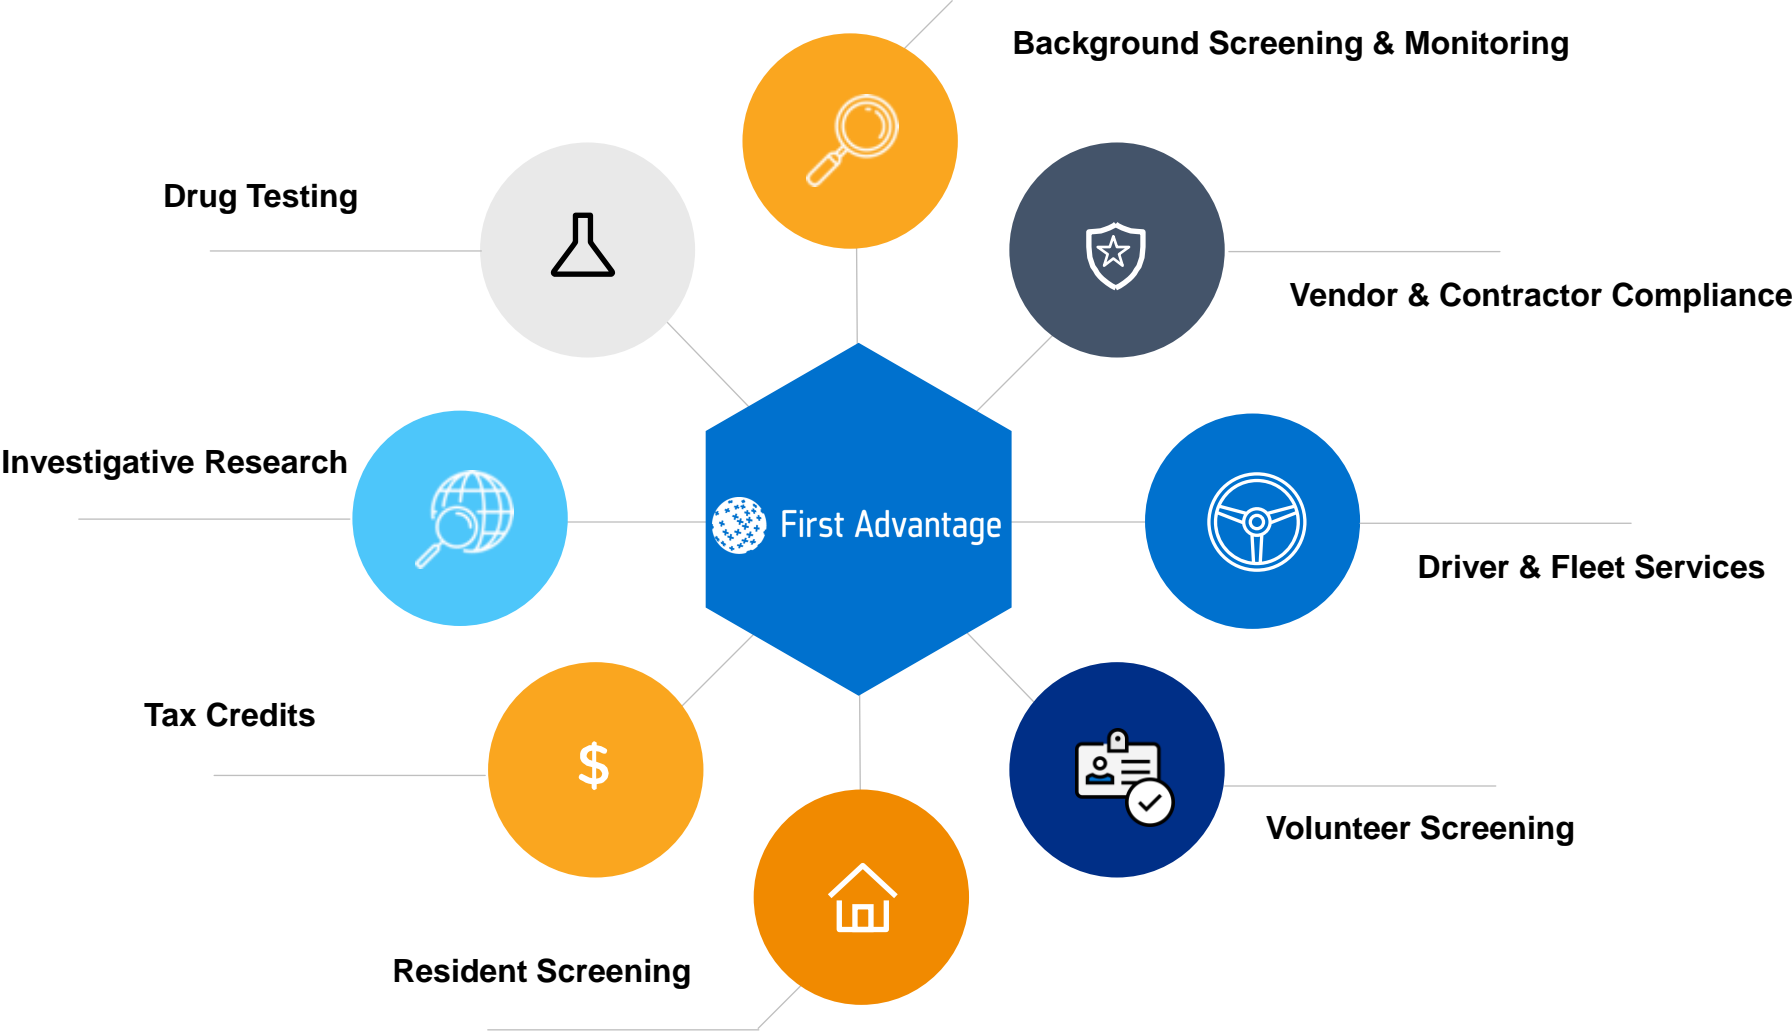 Background Screening & Monitoring
Drug Testing
Vendor & Contractor Compliance
Investigative Research
First Advantage
Driver & Fleet Services
Tax Credits
$
Volunteer Screening
Resident Screening